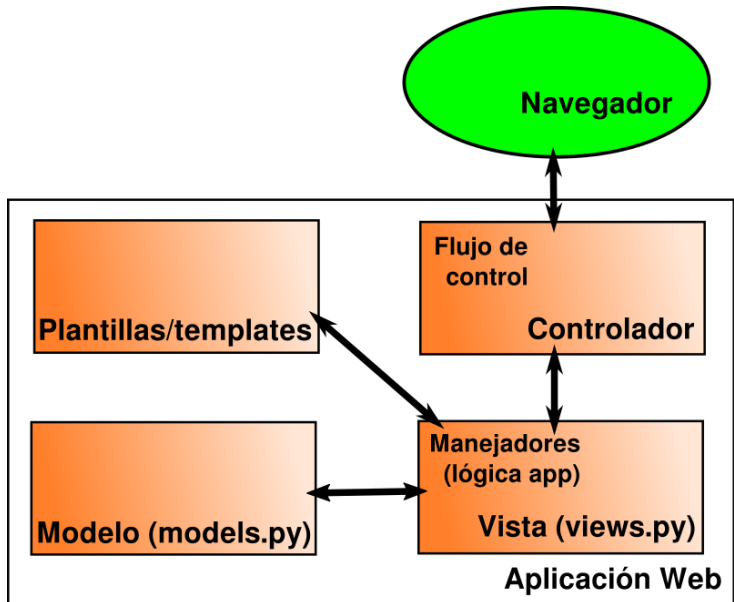 Navegador
Flujo de
control
Plantillas/templates
Controlador
Manejadores
(lógica app)
Modelo (models.py)
Vista (views.py)
Aplicación Web